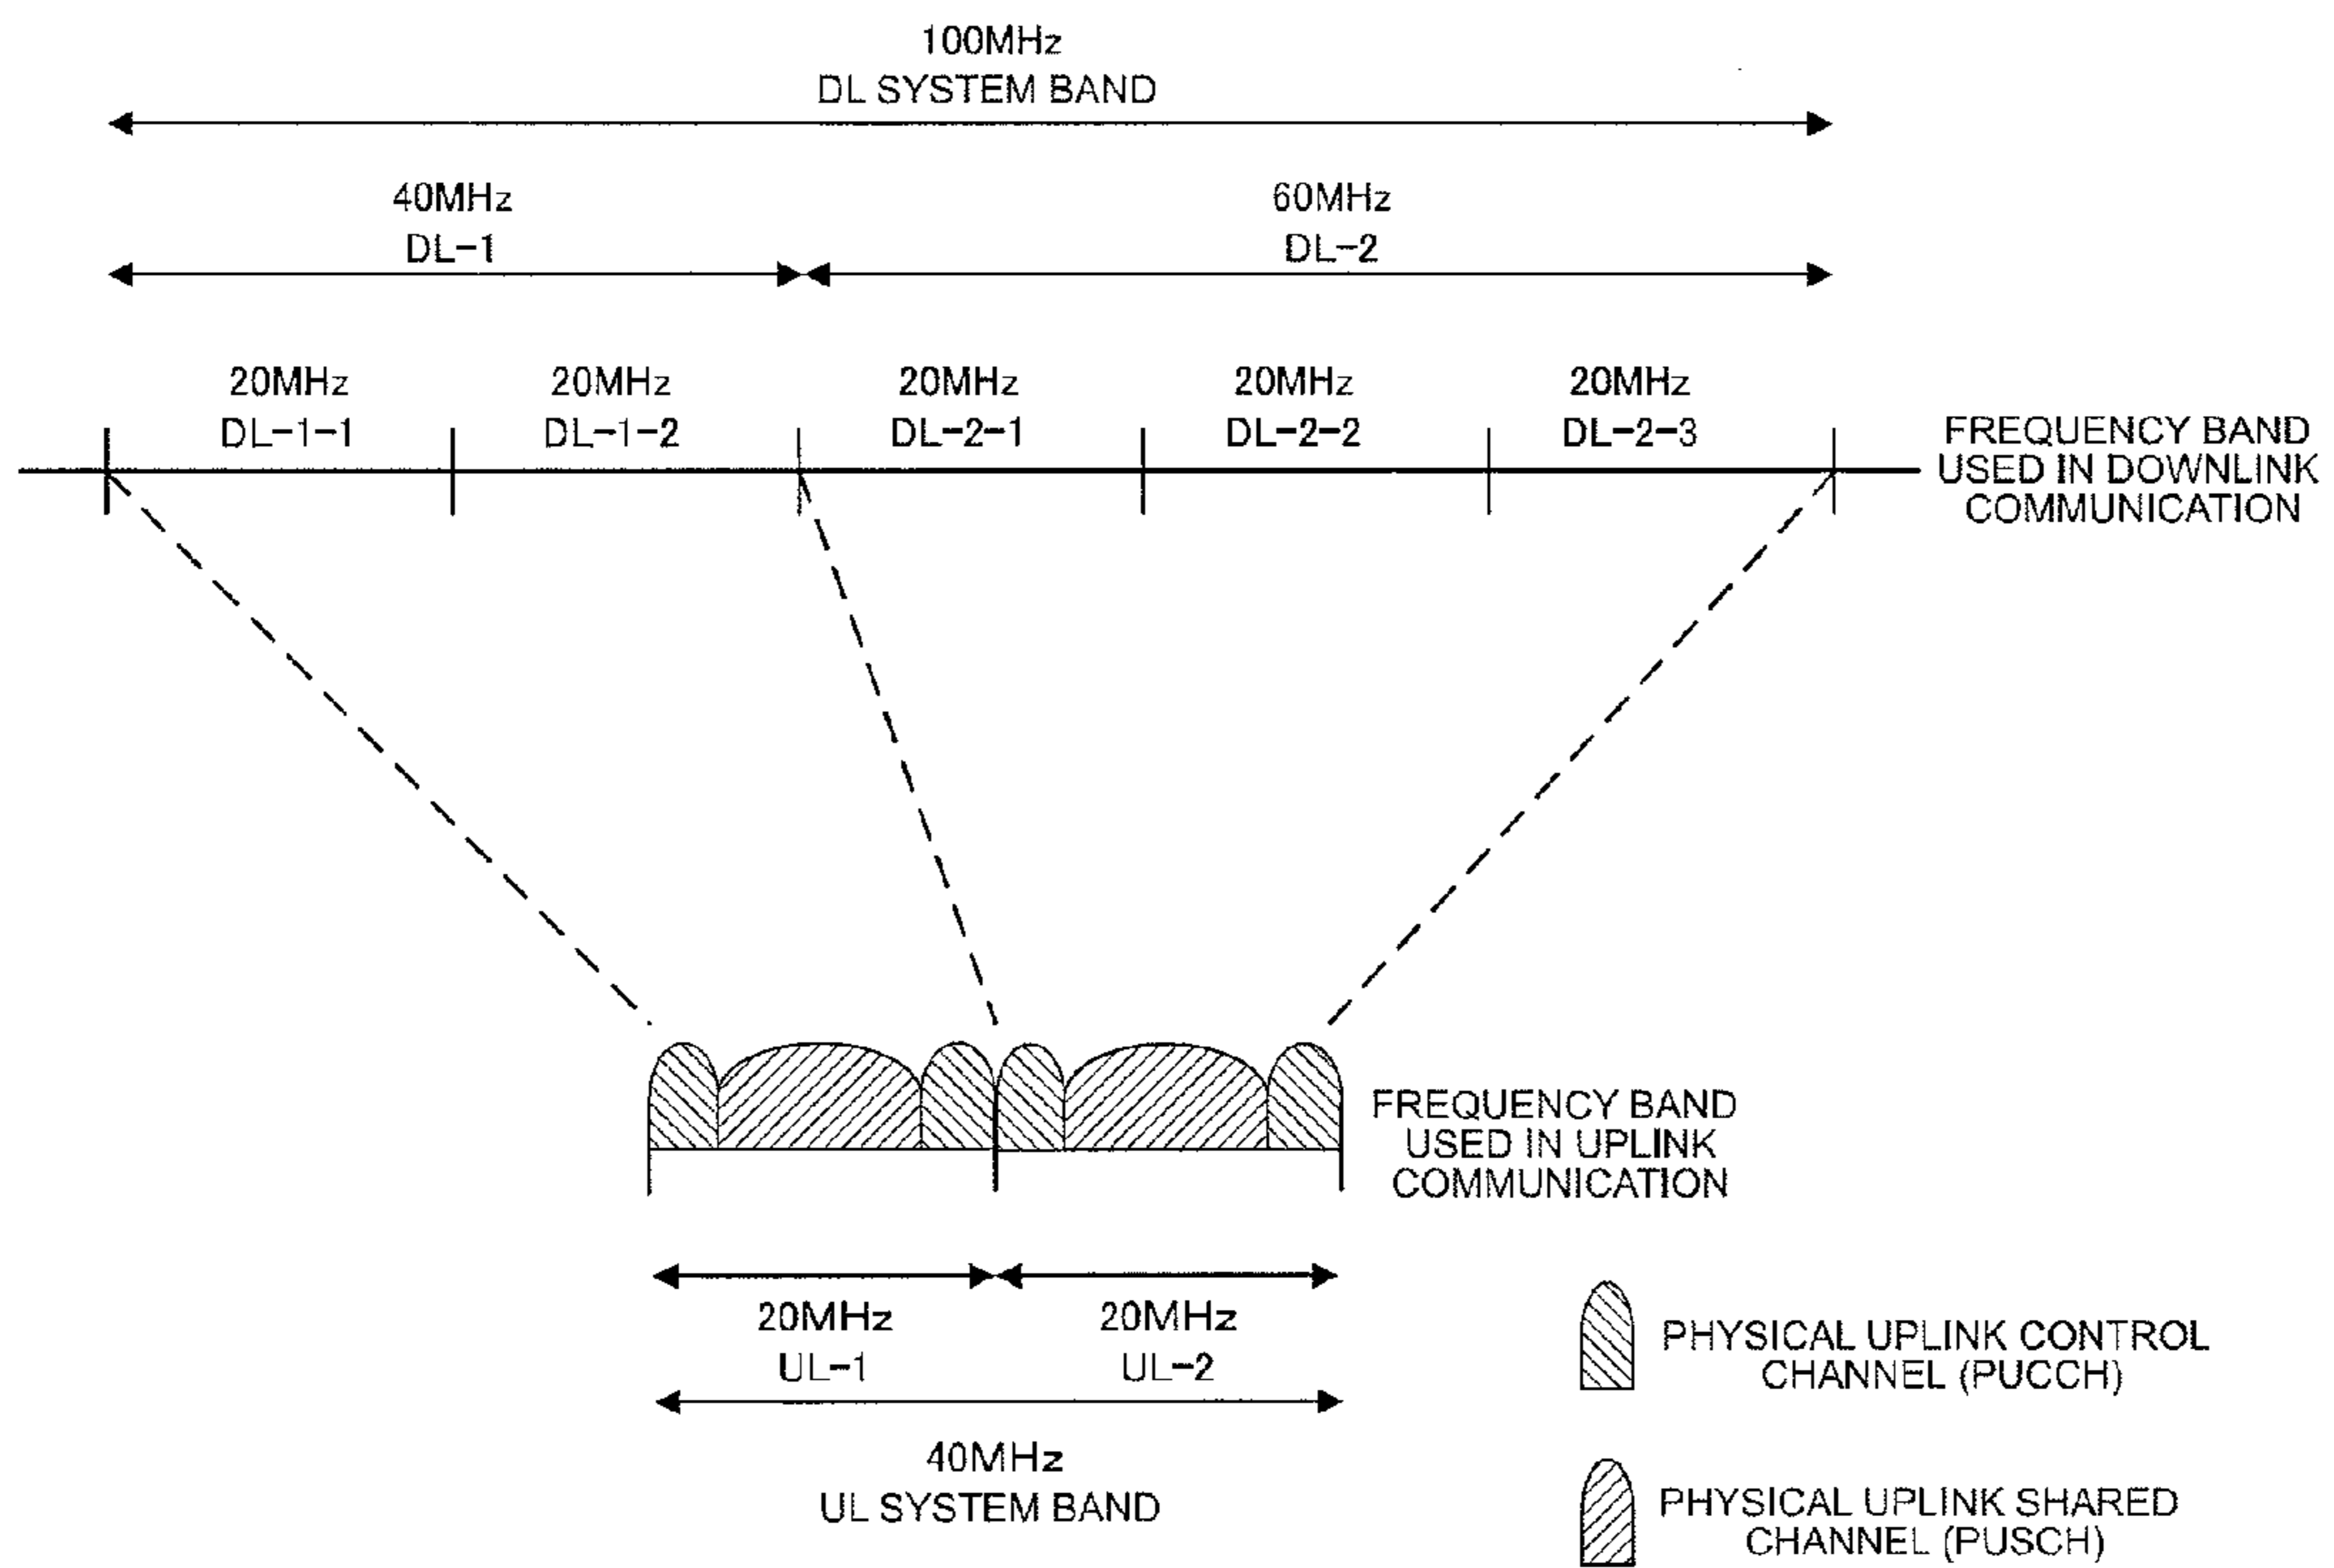 100MHz
DL SYSTEM BAND
40MHz
DL-1
60MHz
DL-2
20MHz
DL-1-1
20MHz
DL-1-2
20MHz
DL-2-1
20MHz
DL-2-2
20MHz
DL-2-3
FREQUENCY BAND
USED IN DOWNLINK
COMMUNICATION
FREQUENCY BAND
USED IN UPLINK
COMMUNICATION
20MHz
UL-1
20MHz
UL-2
40MHz
UL SYSTEM BAND
PHYSICAL UPLINK CONTROL
CHANNEL (PUCCH)
PHYSICAL UPLINK SHARED
CHANNEL (PUSCH)